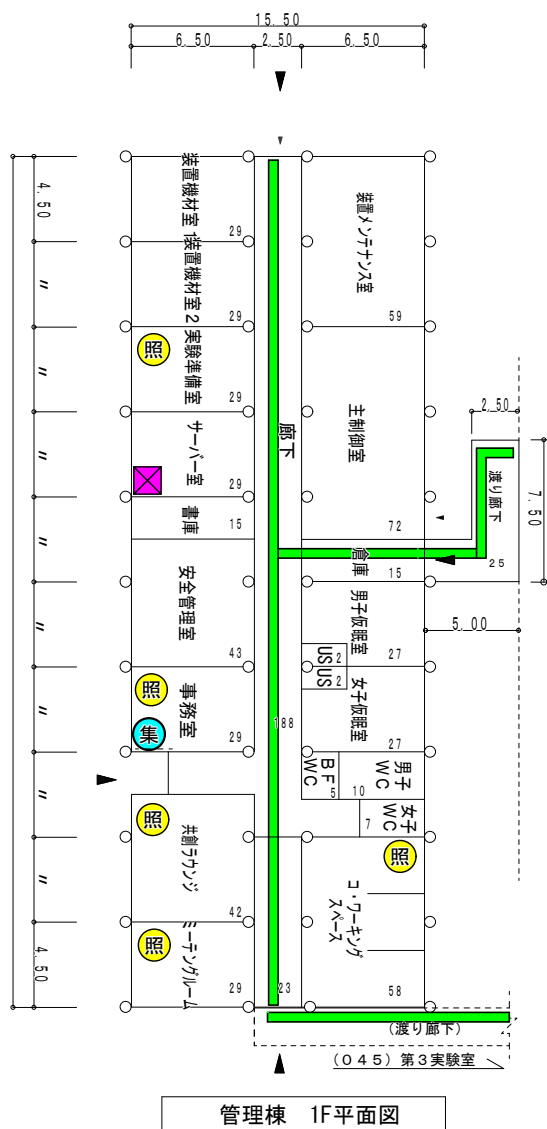 15.50
6.50
2.50
6.50
4.50
〃
〃
〃
〃
〃
〃
〃
〃
4.50
装置機材室1
29
装置機材室2
29
照
実験準備室
29
サーバー室
29
書庫
15
安全管理室
43
照
集
事務室
29
照
共創ラウンジ
42
照
ミーテングルーム
29
廊下
188
23
装置メンテナンス室
59
主制御室
72
倉庫
15
男子仮眠室
27
US2
US2
女子仮眠室
27
BF
WC
5
男子
WC
10
女子
WC
7
照
コ・ワーキング
スペース
58
2.50
7.50
渡り廊下
25
5.00
(渡り廊下)
(045)第3実験室
管理棟 1F平面図